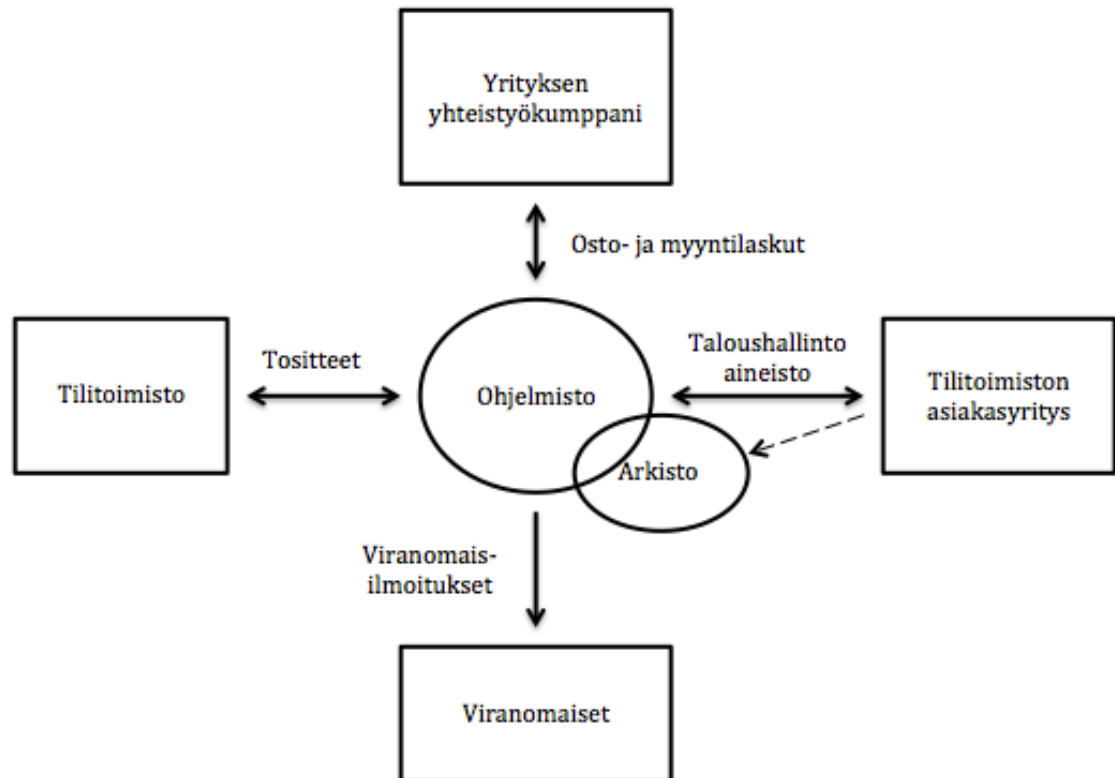 Yrityksen
yhteistyökumppani
Osto- ja myyntilaskut
Tilitoimisto
Tositteet
Ohjelmisto
Taloushallinto
aineisto
Tilitoimiston
asiakasyritys
Arkisto
Viranomais-
ilmoitukset
Viranomaiset